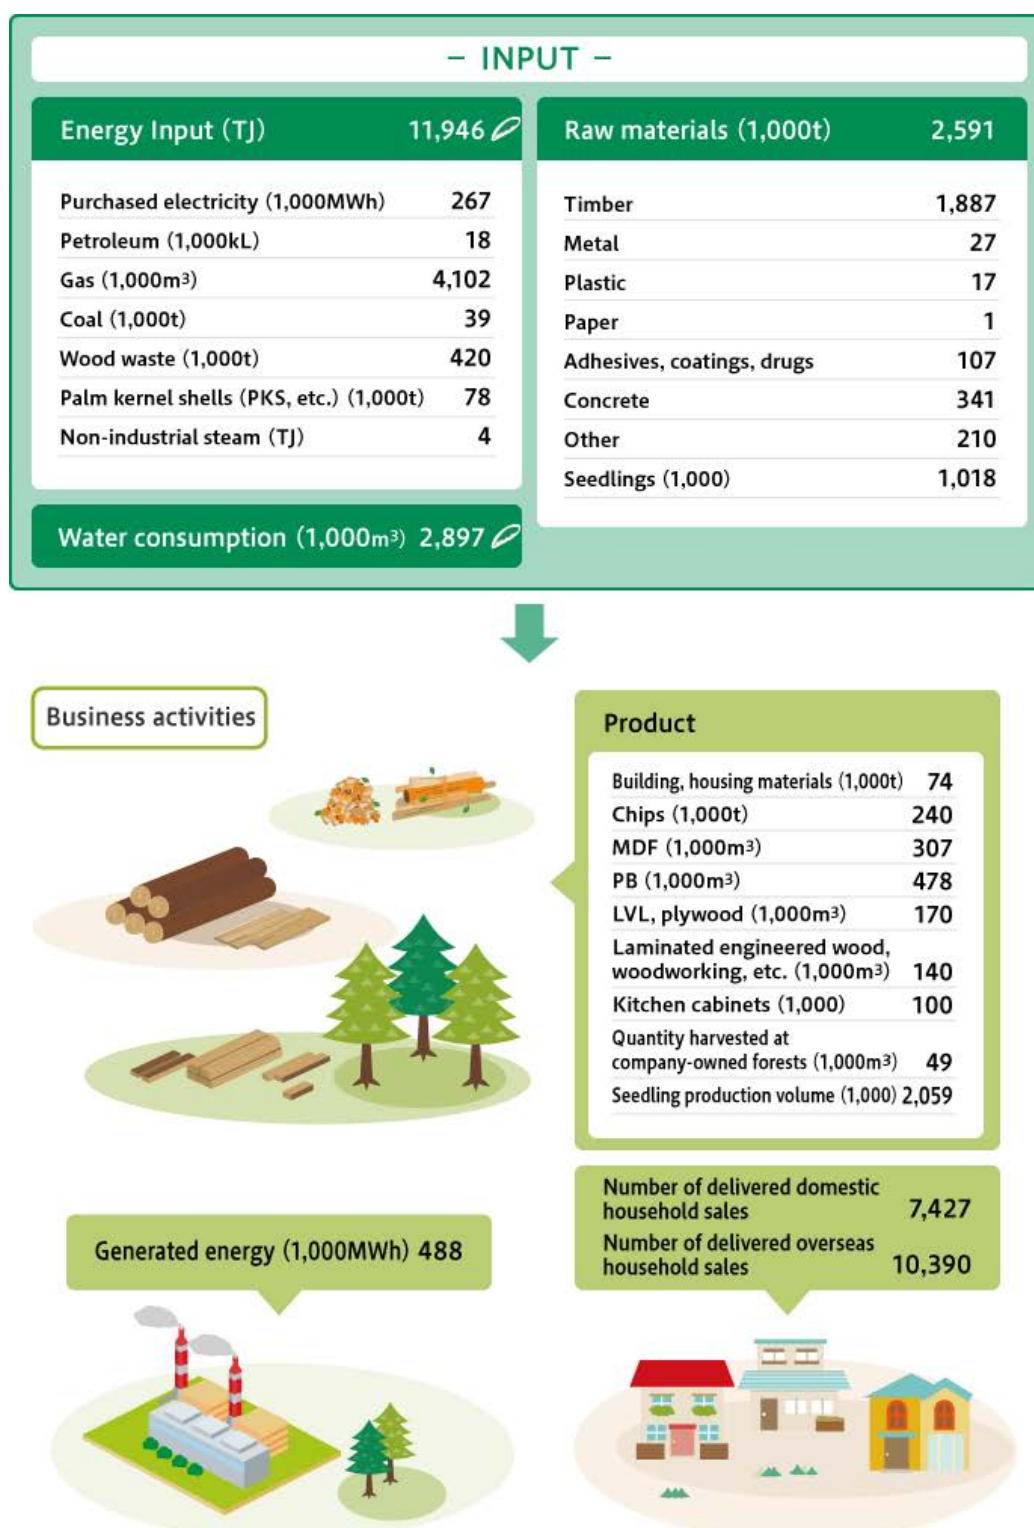 – INPUT –
Energy Input (TJ) 11,946
Purchased electricity (1,000MWh) 267
Petroleum (1,000kL) 18
Gas (1,000m³) 4,102
Coal (1,000t) 39
Wood waste (1,000t) 420
Palm kernel shells (PKS, etc.) (1,000t) 78
Non-industrial steam (TJ) 4
Water consumption (1,000m³) 2,897
Raw materials (1,000t) 2,591
Timber 1,887
Metal 27
Plastic 17
Paper 1
Adhesives, coatings, drugs 107
Concrete 341
Other 210
Seedlings (1,000) 1,018
Business activities
Product
Building, housing materials (1,000t) 74
Chips (1,000t) 240
MDF (1,000m³) 307
PB (1,000m³) 478
LVL, plywood (1,000m³) 170
Laminated engineered wood,
woodworking, etc. (1,000m³) 140
Kitchen cabinets (1,000) 100
Quantity harvested at
company-owned forests (1,000m³) 49
Seedling production volume (1,000) 2,059
Generated energy (1,000MWh) 488
Number of delivered domestic
household sales 7,427
Number of delivered overseas
household sales 10,390